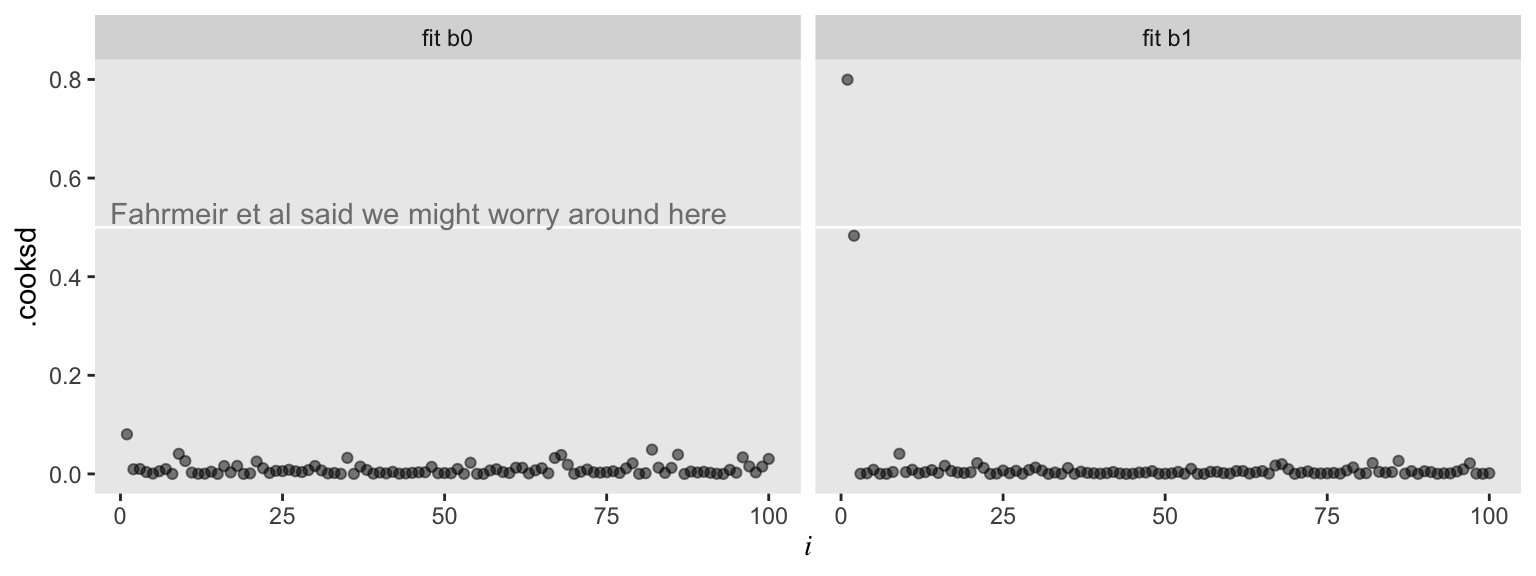 fit b0
fit b1
.cooksd
0.8
0.6
0.4
0.2
0.0
Fahrmeir et al said we might worry around here
0 25 50 75 100
0 25 50 75 100
i